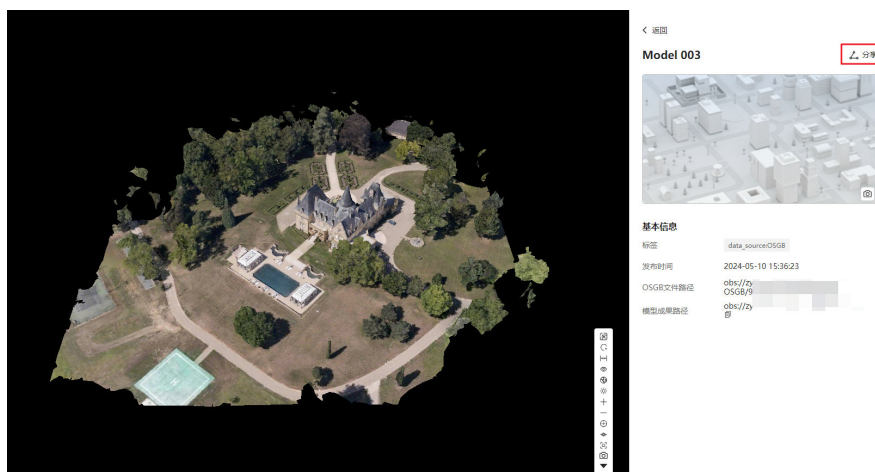 返回
Model 003
分享
基本信息
标签
data_source:OSGB
发布时间
2024-05-10 15:36:23
OSGB文件路径
obs://zy
OSGB/9
模型成果路径
obs://zy